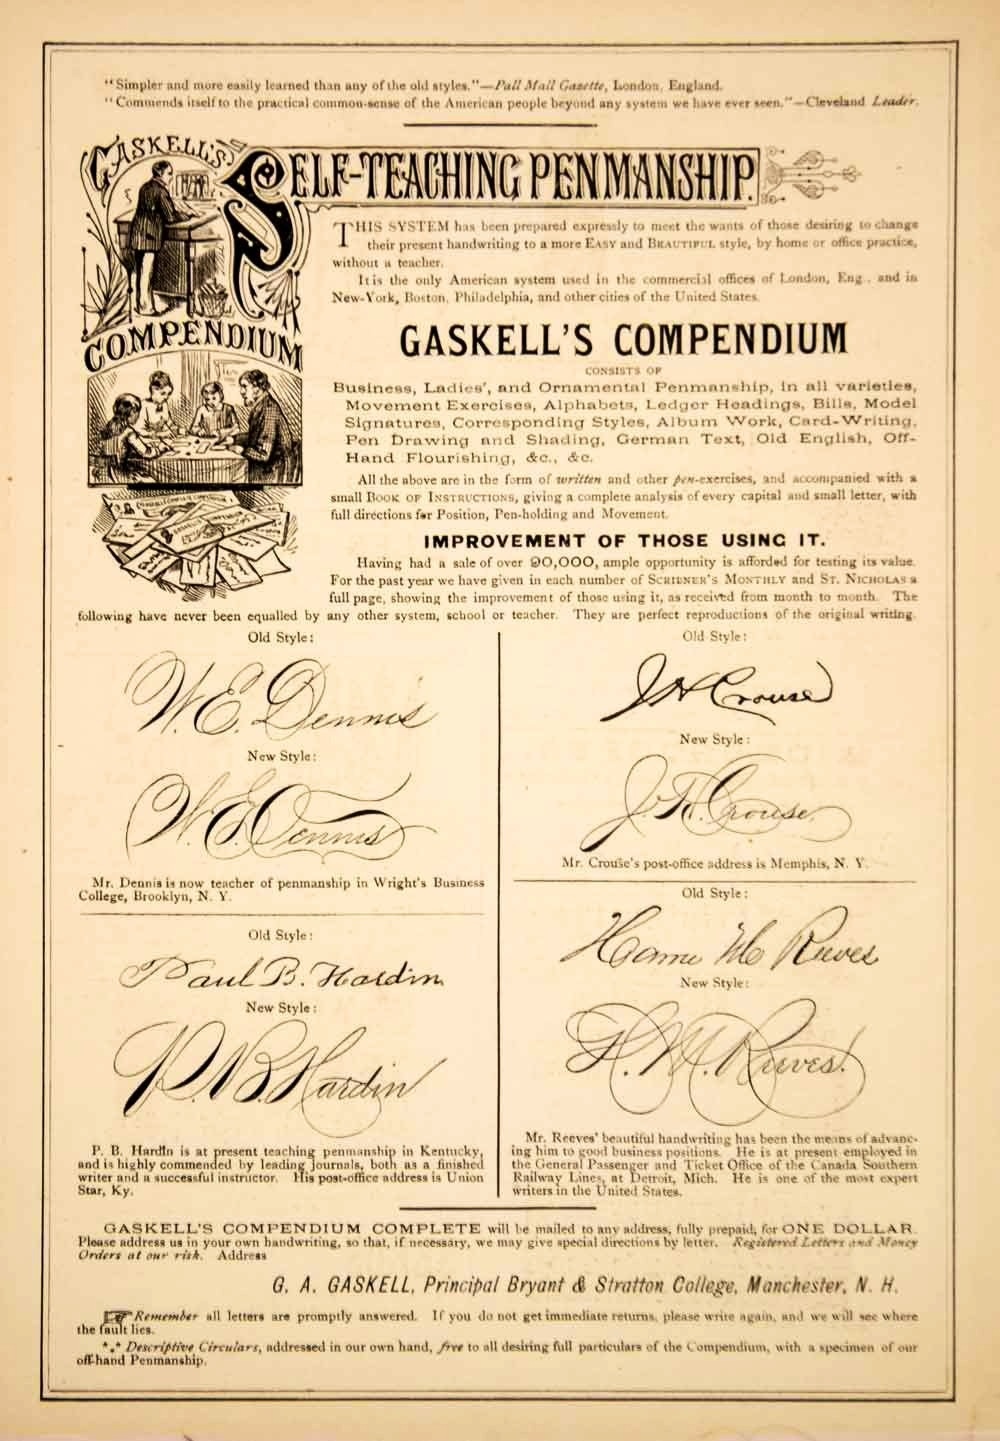 "Simpler and more easily learned than any of the old styles."—Pall Mall Gazette, London, England.
"Commends itself to the practical common-sense of the American people beyond any system we have ever seen."—Cleveland Leader.
GASKELL'S
COMPENDIUM
SELF-TEACHING PENMANSHIP.
THIS SYSTEM has been prepared expressly to meet the wants of those desiring to change
their present handwriting to a more EASY and BEAUTIFUL style, by home or office practice,
without a teacher.
It is the only American system used in the commercial offices of London, Eng., and in
New-York, Boston, Philadelphia, and other cities of the United States.
GASKELL'S COMPENDIUM
CONSISTS OF
Business, Ladies', and Ornamental Penmanship, in all varieties,
Movement Exercises, Alphabets, Ledger Headings, Bills, Model
Signatures, Corresponding Styles, Album Work, Card-Writing,
Pen Drawing and Shading, German Text, Old English, Off-
Hand Flourishing, &c., &c.
All the above are in the form of written and other pen-exercises, and accompanied with a
small BOOK OF INSTRUCTIONS, giving a complete analysis of every capital and small letter, with
full directions for Position, Pen-holding and Movement.
IMPROVEMENT OF THOSE USING IT.
Having had a sale of over 90,000, ample opportunity is afforded for testing its value.
For the past year we have given in each number of SCRIBNER'S MONTHLY and ST. NICHOLAS a
full page, showing the improvement of those using it, as received from month to month. The
following have never been equalled by any other system, school or teacher. They are perfect reproductions of the original writing.
Old Style:
W. E. Dennis
New Style:
W. E. Dennis
Mr. Dennis is now teacher of penmanship in Wright's Business
College, Brooklyn, N. Y.
Old Style:
Paul B. Hardin
New Style:
P. B. Hardin
P. B. Hardin is at present teaching penmanship in Kentucky,
and is highly commended by leading journals, both as a finished
writer and a successful instructor. His post-office address is Union
Star, Ky.
Old Style:
J H Crouse
New Style:
J. H. Crouse
Mr. Crouse's post-office address is Memphis, N. Y.
Old Style:
Reeves
New Style:
H. M. Reeves.
Mr. Reeves' beautiful handwriting has been the means of advanc-
ing him to good business positions. He is at present employed in
the General Passenger and Ticket Office of the Canada Southern
Railway Lines, at Detroit, Mich. He is one of the most expert
writers in the United States.
GASKELL'S COMPENDIUM COMPLETE will be mailed to any address, fully prepaid, for ONE DOLLAR.
Please address us in your own handwriting, so that, if necessary, we may give special directions by letter. Registered Letters and Money
Orders at our risk. Address
G. A. GASKELL, Principal Bryant & Stratton College, Manchester, N. H.
☞ Remember all letters are promptly answered. If you do not get immediate returns, please write again, and we will see where
the fault lies.
*.* Descriptive Circulars, addressed in our own hand, free to all desiring full particulars of the Compendium, with a specimen of our
off-hand Penmanship.